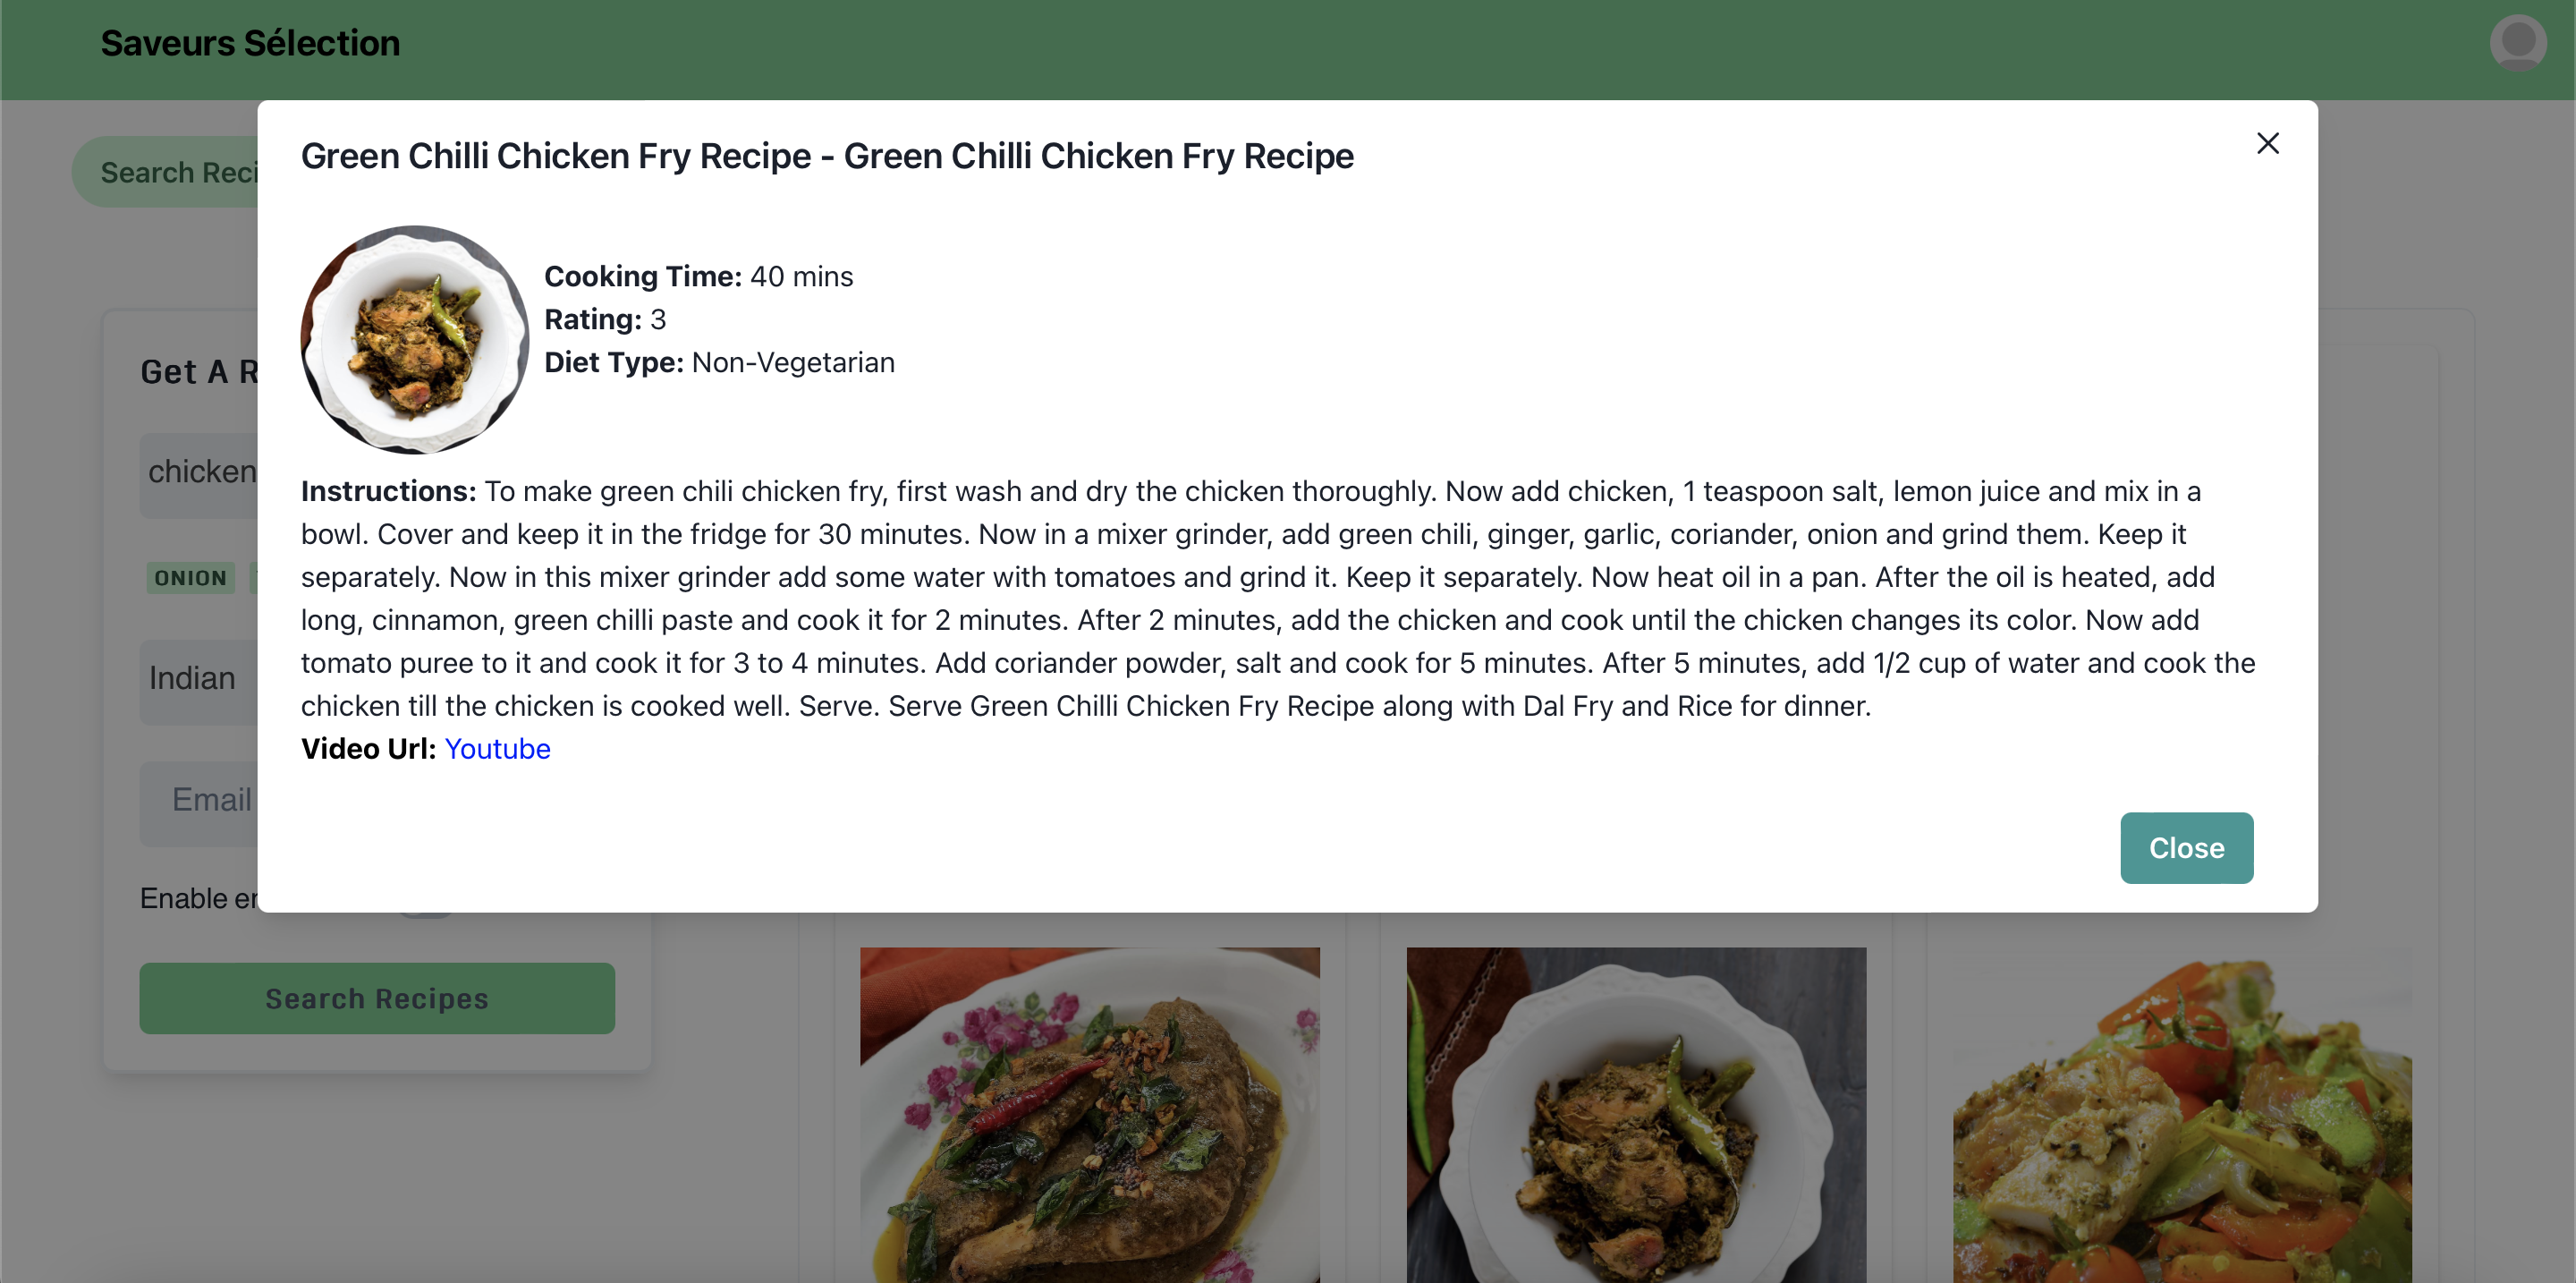 Saveurs Sélection
Search Reci
Green Chilli Chicken Fry Recipe - Green Chilli Chicken Fry Recipe
Cooking Time: 40 mins
Rating: 3
Diet Type: Non-Vegetarian
Instructions: To make green chili chicken fry, first wash and dry the chicken thoroughly. Now add chicken, 1 teaspoon salt, lemon juice and mix in a
bowl. Cover and keep it in the fridge for 30 minutes. Now in a mixer grinder, add green chili, ginger, garlic, coriander, onion and grind them. Keep it
separately. Now in this mixer grinder add some water with tomatoes and grind it. Keep it separately. Now heat oil in a pan. After the oil is heated, add
long, cinnamon, green chilli paste and cook it for 2 minutes. After 2 minutes, add the chicken and cook until the chicken changes its color. Now add
tomato puree to it and cook it for 3 to 4 minutes. Add coriander powder, salt and cook for 5 minutes. After 5 minutes, add 1/2 cup of water and cook the
chicken till the chicken is cooked well. Serve. Serve Green Chilli Chicken Fry Recipe along with Dal Fry and Rice for dinner.
Video Url: Youtube
Close
Get A R
chicken
ONION
Indian
Email
Enable
Search Recipes